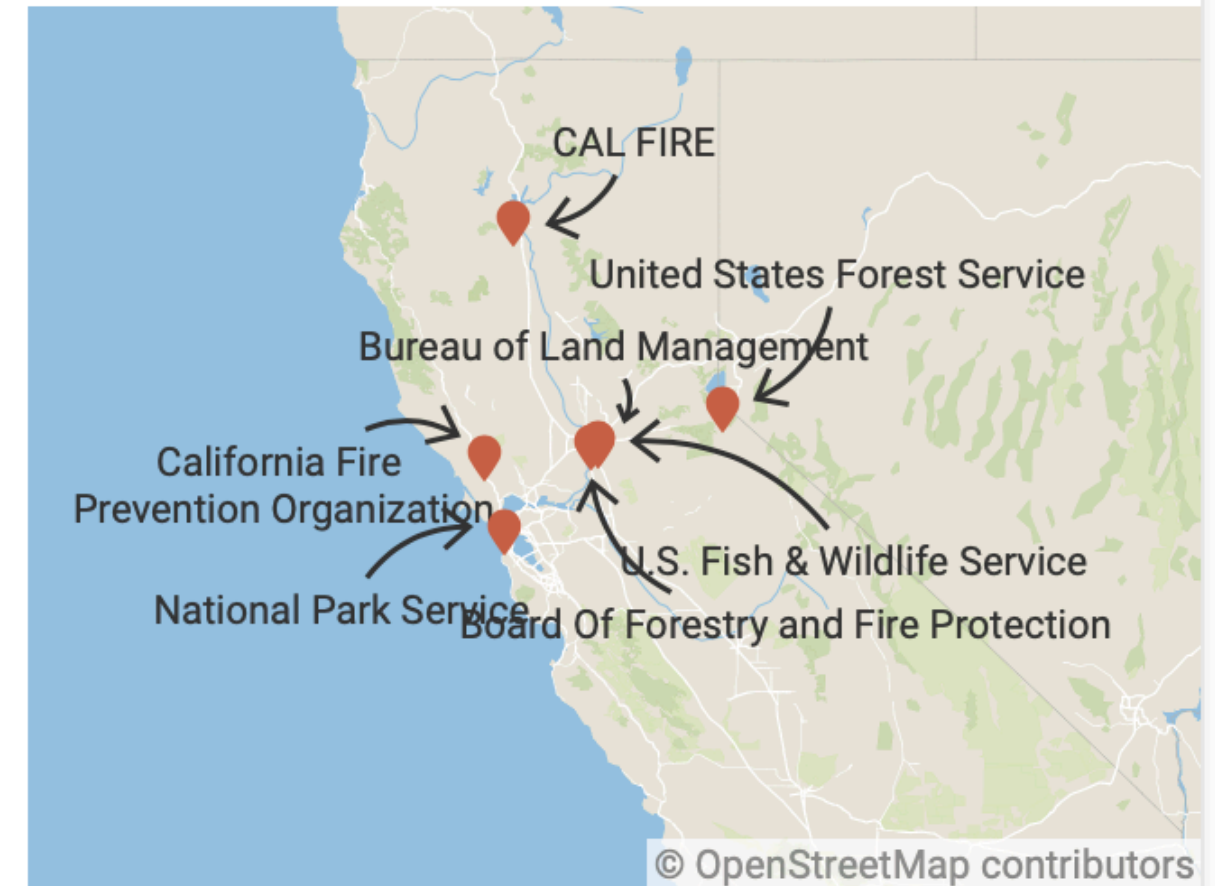 CAL FIRE
United States Forest Service
Bureau of Land Management
California Fire
Prevention Organization
U.S. Fish & Wildlife Service
National Park Service
Board Of Forestry and Fire Protection
© OpenStreetMap contributors